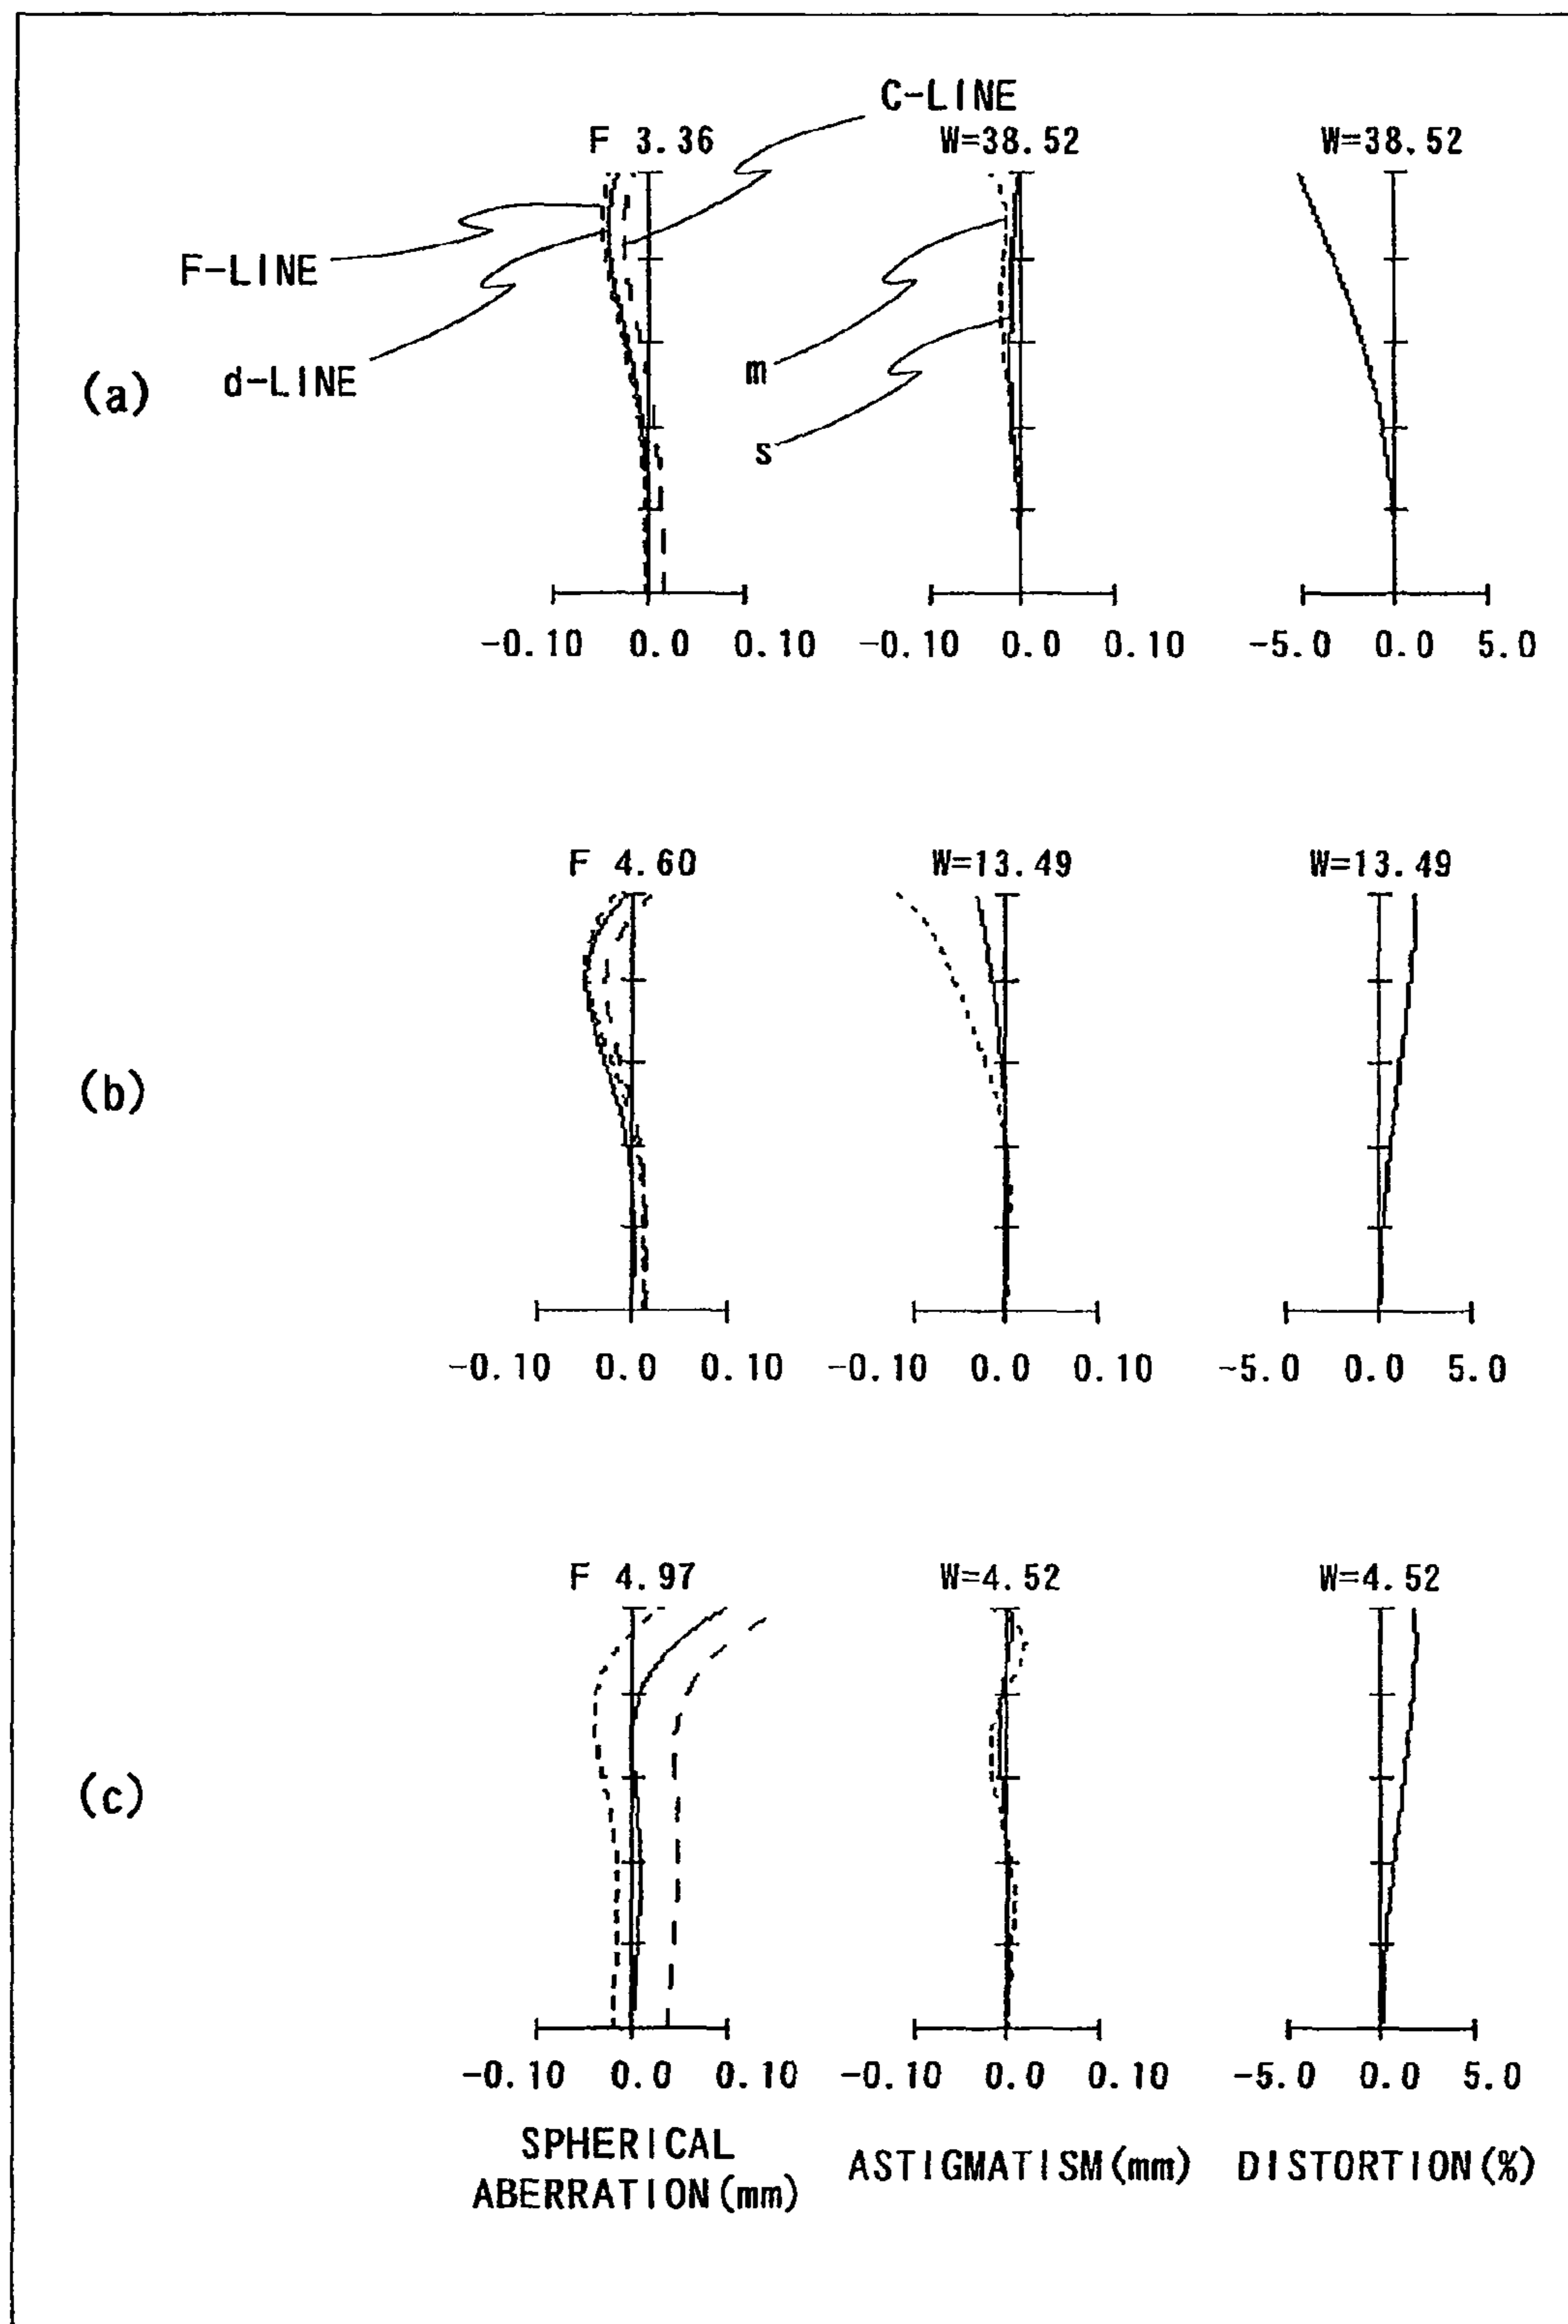 C-LINE
F 3.36 W=38.52 W=38.52
F-LINE
d-LINE
m
s
(a)
-0.10 0.0 0.10 -0.10 0.0 0.10 -5.0 0.0 5.0
F 4.60 W=13.49 W=13.49
(b)
-0.10 0.0 0.10 -0.10 0.0 0.10 -5.0 0.0 5.0
F 4.97 W=4.52 W=4.52
(c)
-0.10 0.0 0.10 -0.10 0.0 0.10 -5.0 0.0 5.0
SPHERICAL
ABERRATION(mm)
ASTIGMATISM(mm)
DISTORTION(%)